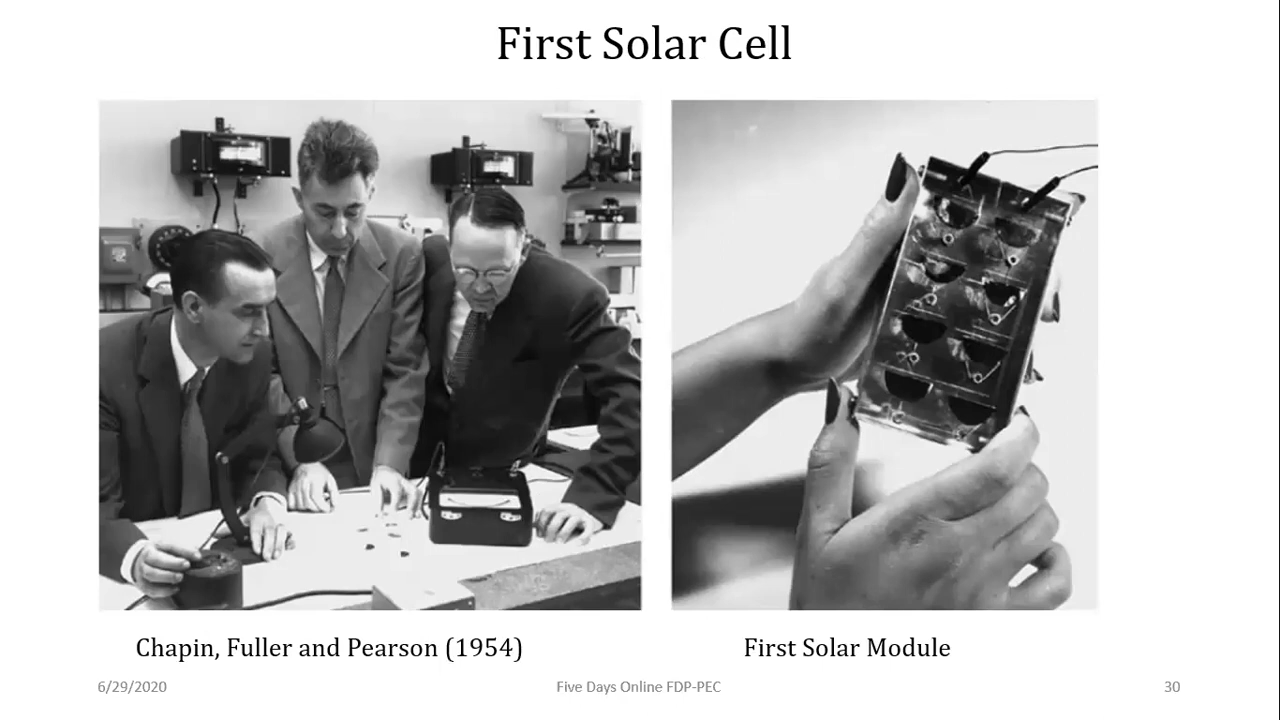 First Solar Cell
Chapin, Fuller and Pearson (1954)
First Solar Module
6/29/2020
Five Days Online FDP-PEC
30